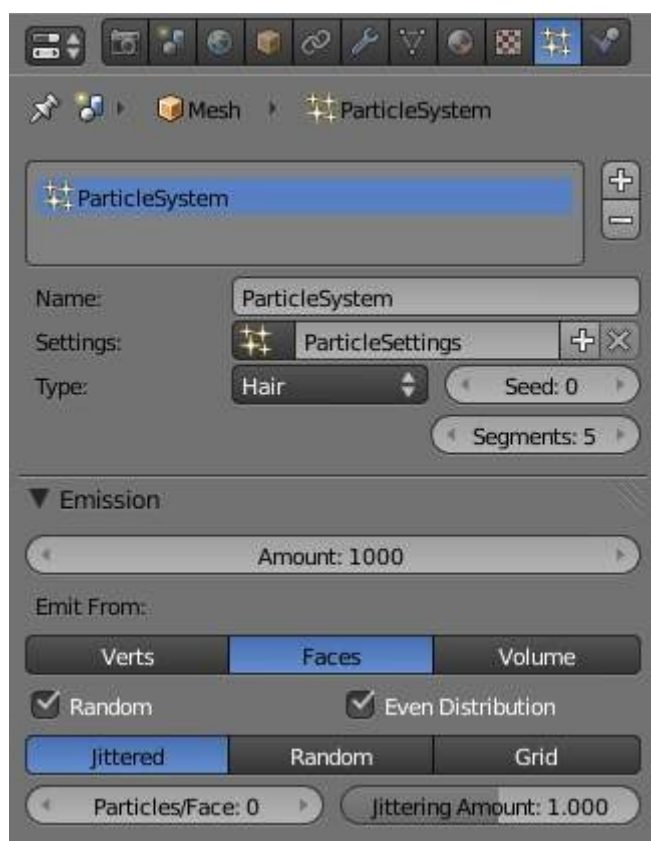 Mesh ParticleSystem
ParticleSystem
Name: ParticleSystem
Settings: ParticleSettings
Type: Hair Seed: 0
Segments: 5
Emission
Amount: 1000
Emit From:
Verts Faces Volume
Random Even Distribution
Jittered Random Grid
Particles/Face: 0 Jittering Amount: 1.000